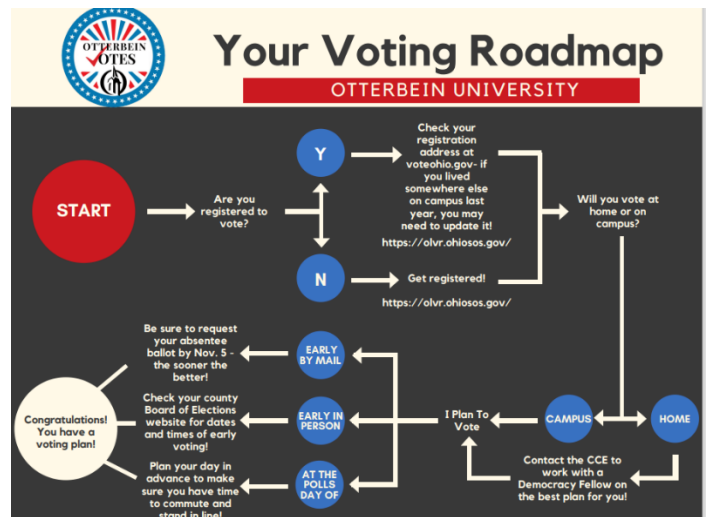 OTTERBEIN
VOTES
Your Voting Roadmap
OTTERBEIN UNIVERSITY
START
Are you
registered to
vote?
Y
Check your
registration
address at
voteohio.gov- if
you lived
somewhere else
on campus last
year, you may
need to update it!
https://olvr.ohiosos.gov/
N
Get registered!
https://olvr.ohiosos.gov/
Will you vote at
home or on
campus?
CAMPUS
HOME
Contact the CCE to
work with a
Democracy Fellow on
the best plan for you!
I Plan To
Vote
EARLY
BY MAIL
Be sure to request
your absentee
ballot by Nov. 5 -
the sooner the
better!
EARLY IN
PERSON
Check your county
Board of Elections
website for dates
and times of early
voting!
AT THE
POLLS
DAY OF
Plan your day in
advance to make
sure you have time
to commute and
stand in line!
Congratulations!
You have a
voting plan!